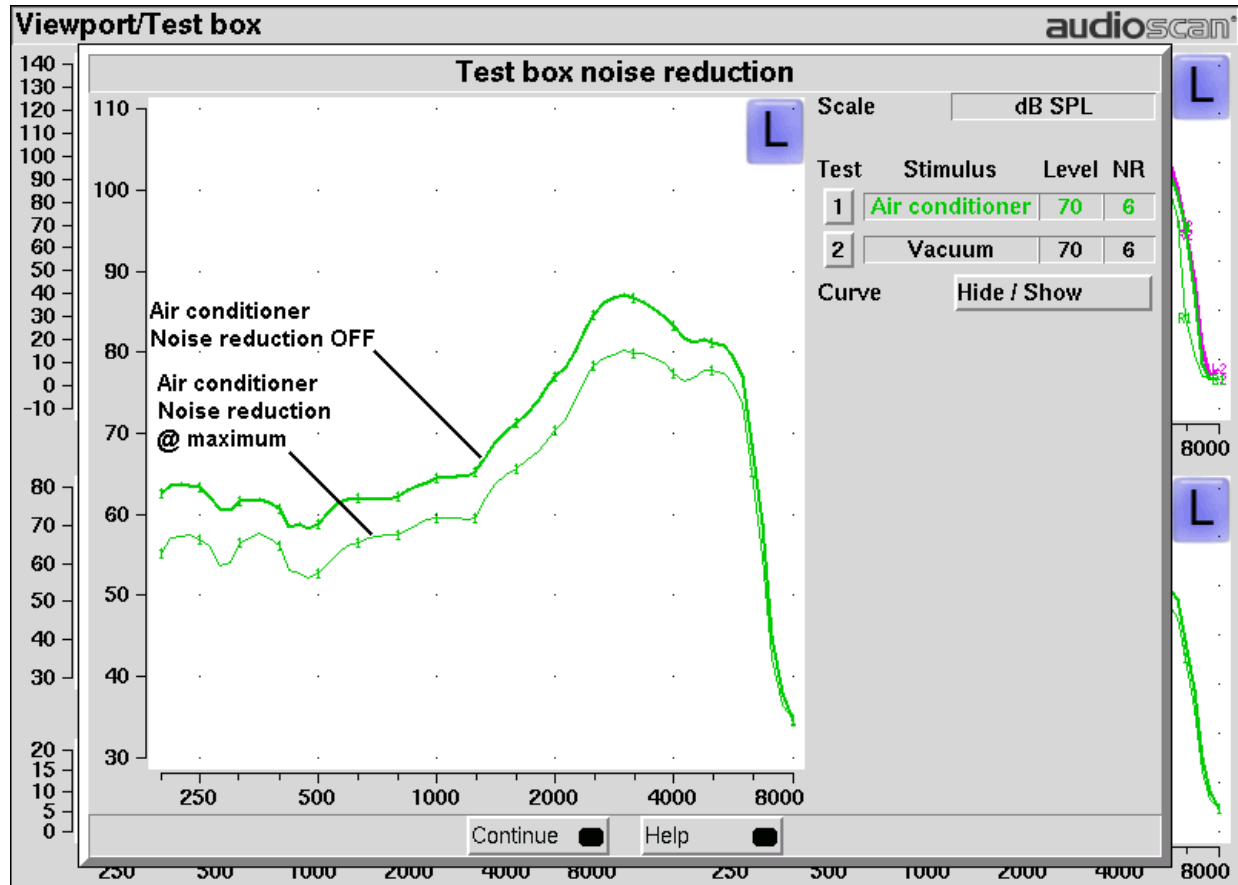 Viewport/Test box
audioscan
Test box noise reduction
L
L
L
Scale dB SPL
Test Stimulus Level NR
1 Air conditioner 70 6
2 Vacuum 70 6
Curve Hide / Show
Air conditioner
Noise reduction OFF
Air conditioner
Noise reduction
@ maximum
110
100
90
80
70
60
50
40
30
250 500 1000 2000 4000 8000
Continue Help
140
130
120
110
100
90
80
70
60
50
40
30
20
10
0
-10
80
70
60
50
40
30
20
15
10
5
0
8000
8000
250 500 1000 2000 4000 8000 250 500 1000 2000 4000
R1